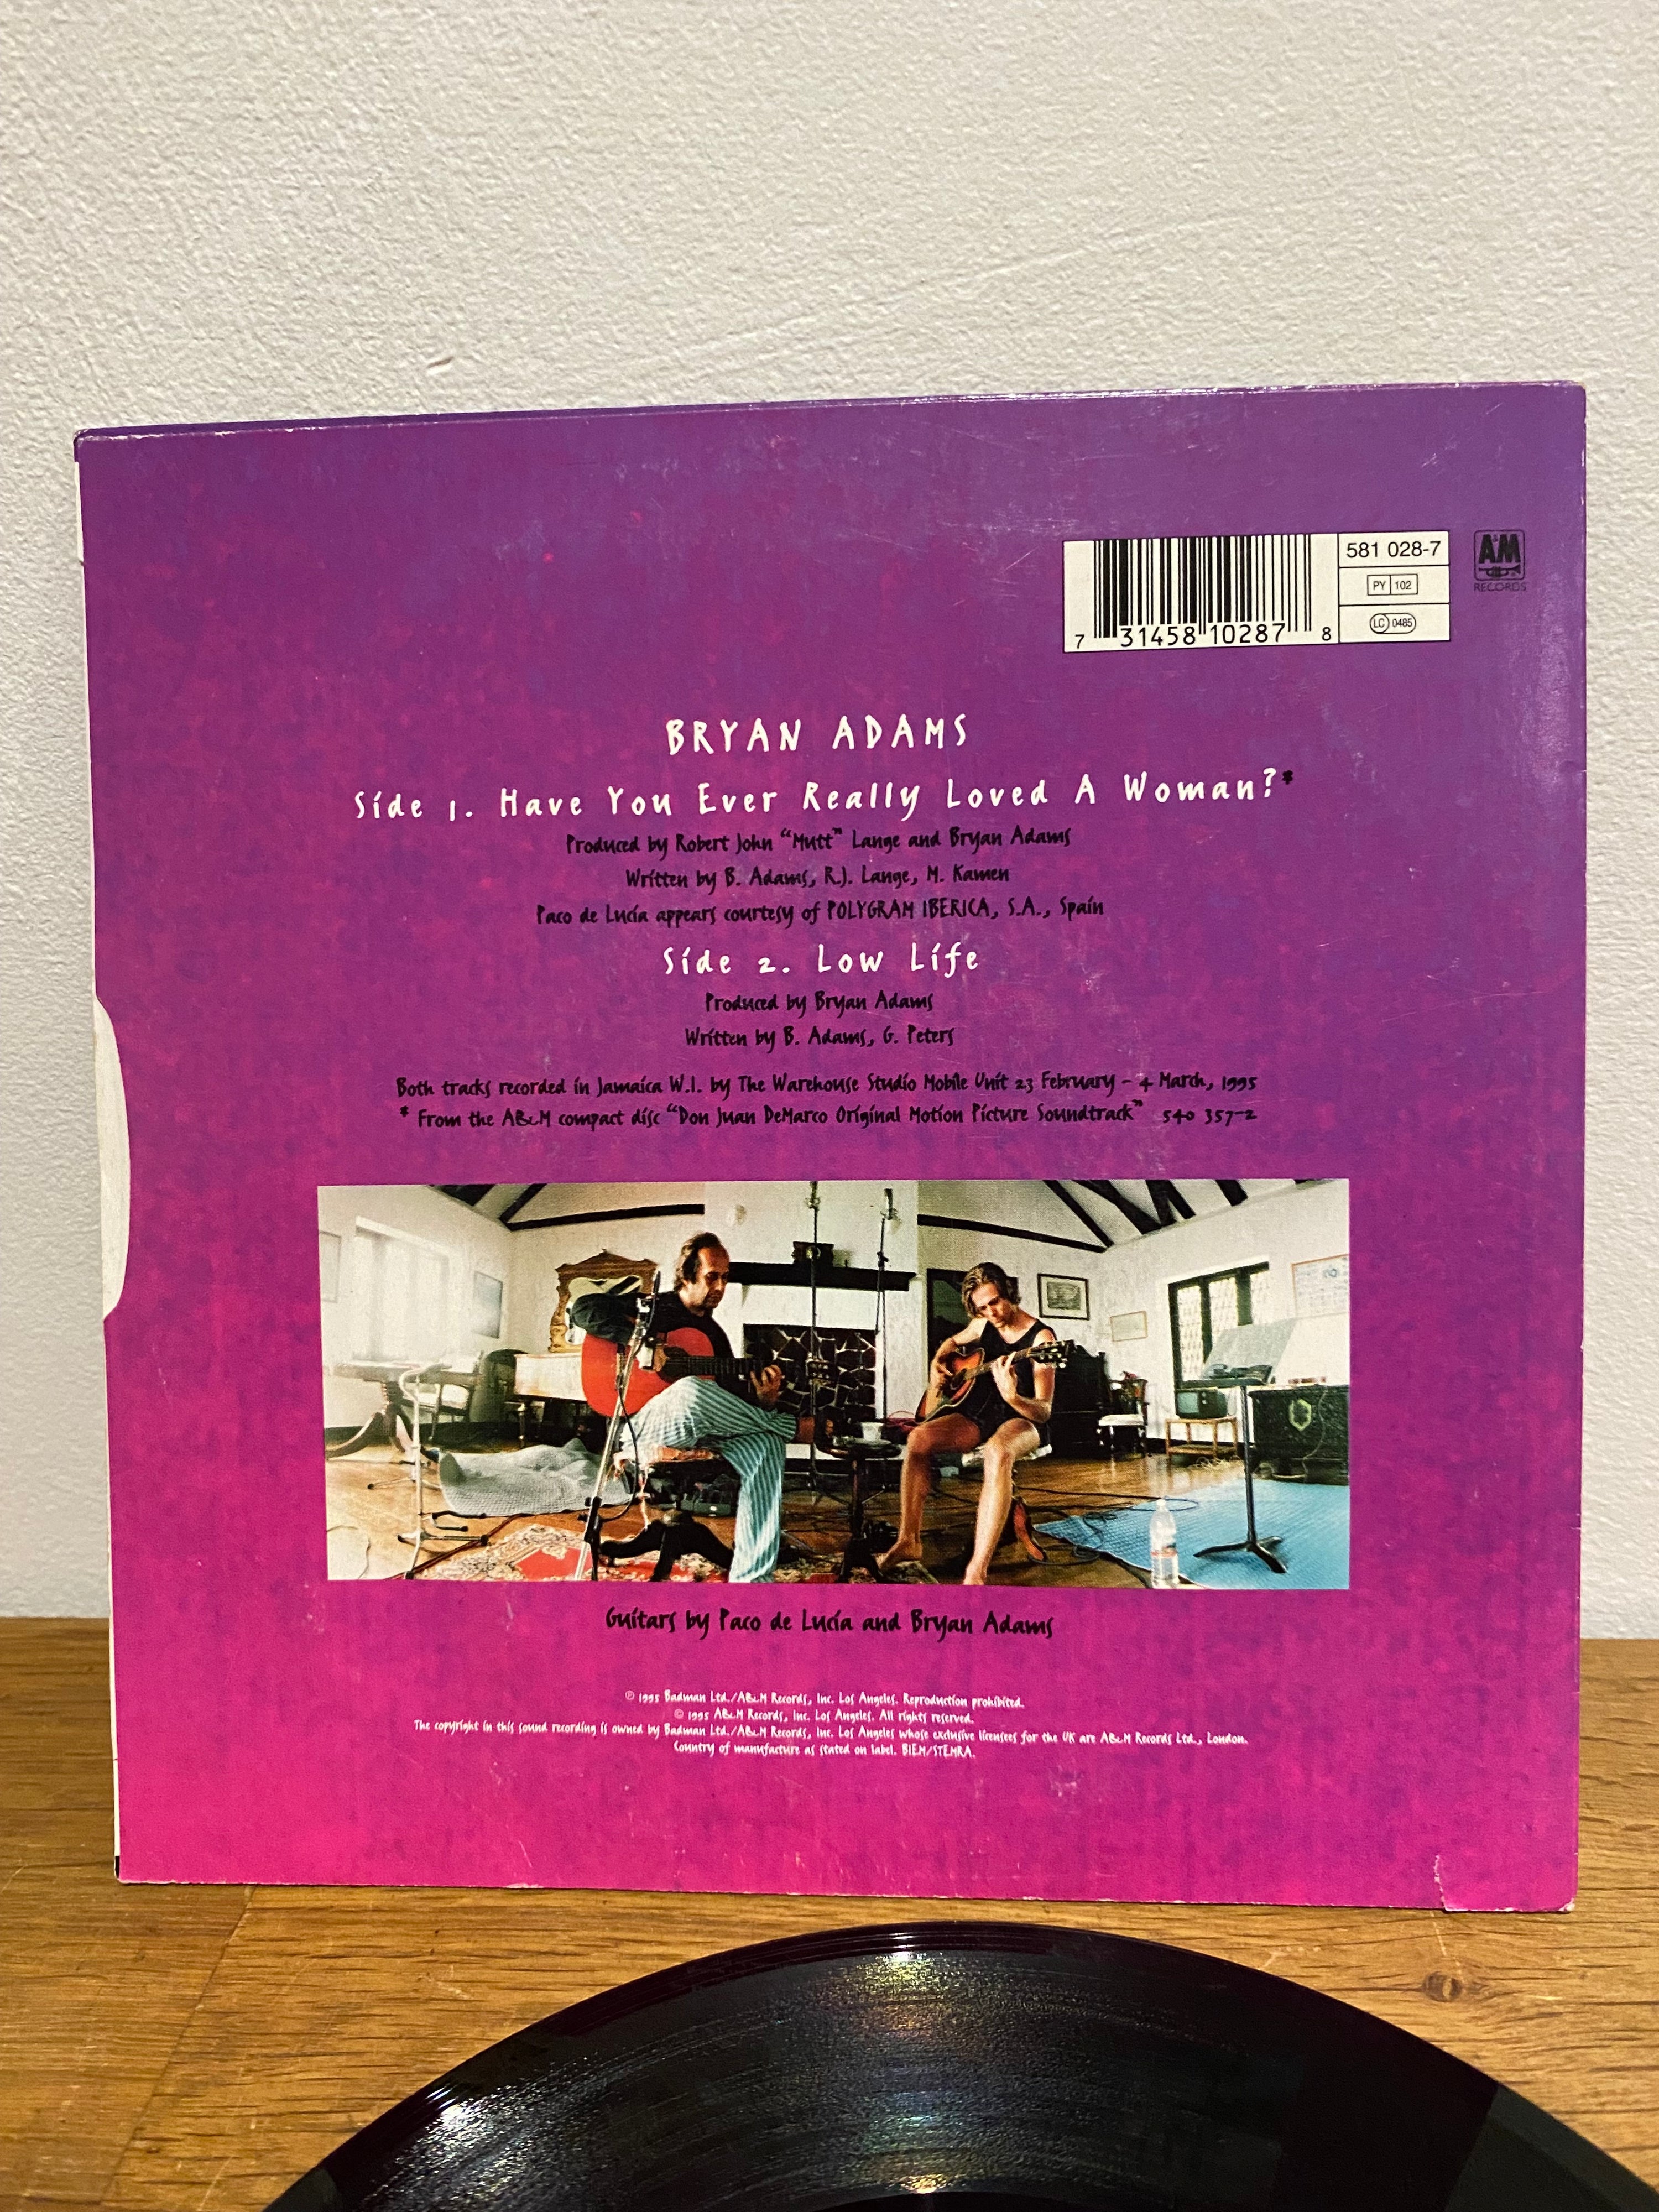 581 028-7
PY 102
LC 0485
A&M
RECORDS
7 31458 10287 8
BRYAN ADAMS
Side 1. Have You Ever Really Loved A Woman?*
Produced by Robert John "Mutt" Lange and Bryan Adams
Written by B. Adams, R.J. Lange, M. Kamen
Paco de Lucía appears courtesy of POLYGRAM IBERICA, S.A., Spain
Side 2. Low Life
Produced by Bryan Adams
Written by B. Adams, G. Peters
Both tracks recorded in Jamaica W.I. by The Warehouse Studio Mobile Unit 23 February - 4 March, 1995
* From the A&M compact disc "Don Juan DeMarco Original Motion Picture Soundtrack" 540 357-2
Guitars by Paco de Lucía and Bryan Adams
℗ 1995 Badman Ltd./A&M Records, Inc. Los Angeles. Reproduction prohibited.
© 1995 A&M Records, Inc. Los Angeles. All rights reserved.
The copyright in this sound recording is owned by Badman Ltd./A&M Records, Inc. Los Angeles whose exclusive licensees for the UK are A&M Records Ltd., London.
Country of manufacture as stated on label. BIEM/STEMRA.